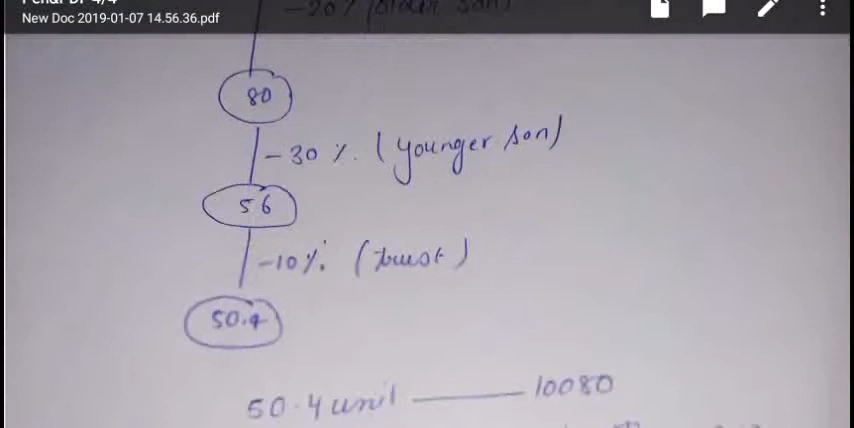 New Doc 2019-01-07 14.56.36.pdf
-20%
80
-30 %. (younger son)
56
-10%. (trust)
50.4
50.4 unit —— 10080